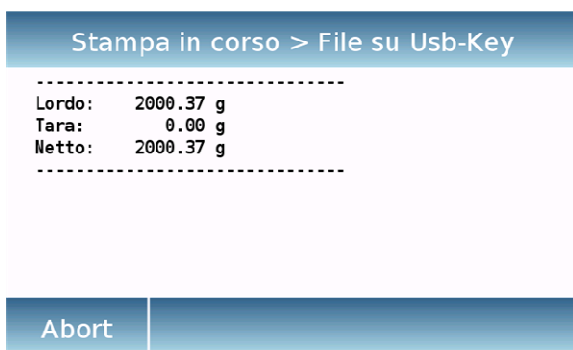 Stampa in corso > File su Usb-Key
-------------------------------
Lordo: 2000.37 g
Tara: 0.00 g
Netto: 2000.37 g
-------------------------------
Abort